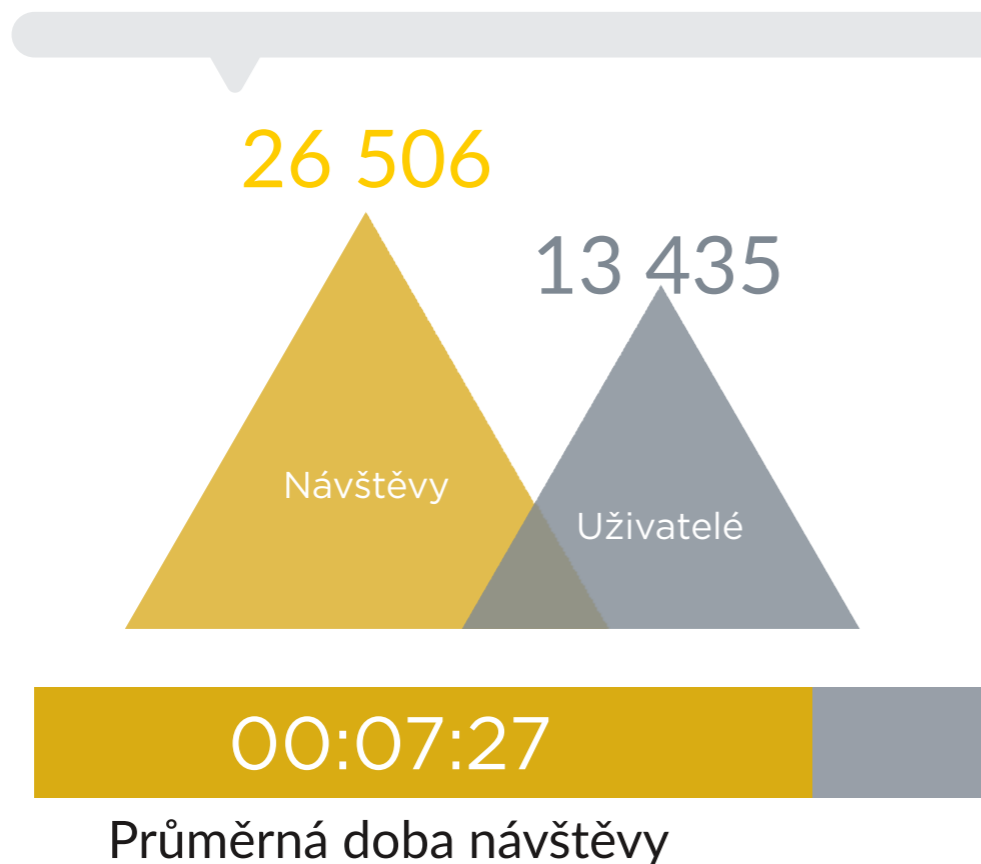 26 506
13 435
Návštěvy
Uživatelé
00:07:27
Průměrná doba návštěvy